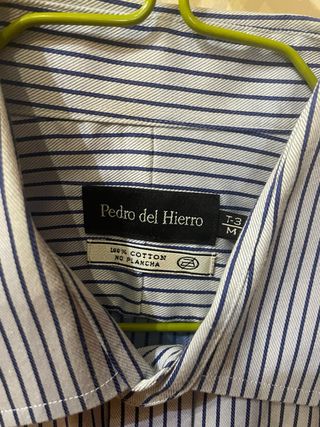 Pedro del Hierro
T-3
M
100% COTTON
NO PLANCHA